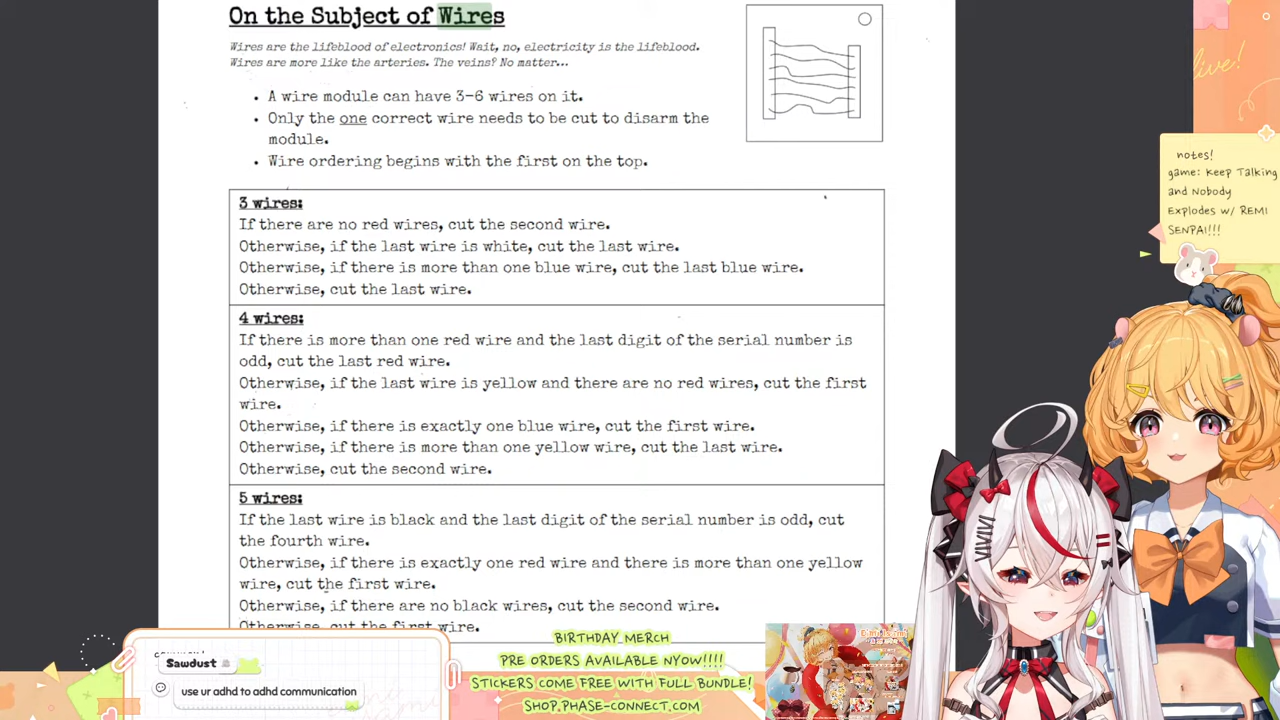 On the Subject of Wires
Wires are the lifeblood of electronics! Wait, no, electricity is the lifeblood.
Wires are more like the arteries. The veins? No matter…
• A wire module can have 3-6 wires on it.
• Only the one correct wire needs to be cut to disarm the
module.
• Wire ordering begins with the first on the top.
3 wires:
If there are no red wires, cut the second wire.
Otherwise, if the last wire is white, cut the last wire.
Otherwise, if there is more than one blue wire, cut the last blue wire.
Otherwise, cut the last wire.
4 wires:
If there is more than one red wire and the last digit of the serial number is
odd, cut the last red wire.
Otherwise, if the last wire is yellow and there are no red wires, cut the first
wire.
Otherwise, if there is exactly one blue wire, cut the first wire.
Otherwise, if there is more than one yellow wire, cut the last wire.
Otherwise, cut the second wire.
5 wires:
If the last wire is black and the last digit of the serial number is odd, cut
the fourth wire.
Otherwise, if there is exactly one red wire and there is more than one yellow
wire, cut the first wire.
Otherwise, if there are no black wires, cut the second wire.
Otherwise, cut the first wire.
live!
notes!
game: Keep Talking
and Nobody
Explodes w/ REMI
SENPAI!!!
Sawdust
use ur adhd to adhd communication
BIRTHDAY MERCH
PRE ORDERS AVAILABLE NYOW!!!!
STICKERS COME FREE WITH FULL BUNDLE!
SHOP.PHASE-CONNECT.COM